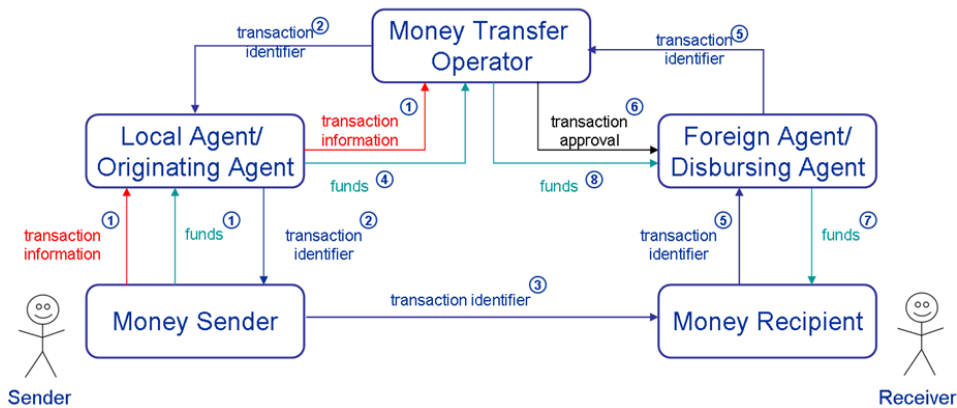 transaction ②
identifier
Money Transfer
Operator
transaction ⑤
identifier
Local Agent/
Originating Agent
transaction ①
information
transaction ⑥
approval
Foreign Agent/
Disbursing Agent
funds ④
funds ⑧
transaction ①
information
funds ①
transaction ②
identifier
transaction ⑤
identifier
funds ⑦
transaction identifier ③
Money Sender
Money Recipient
Sender
Receiver